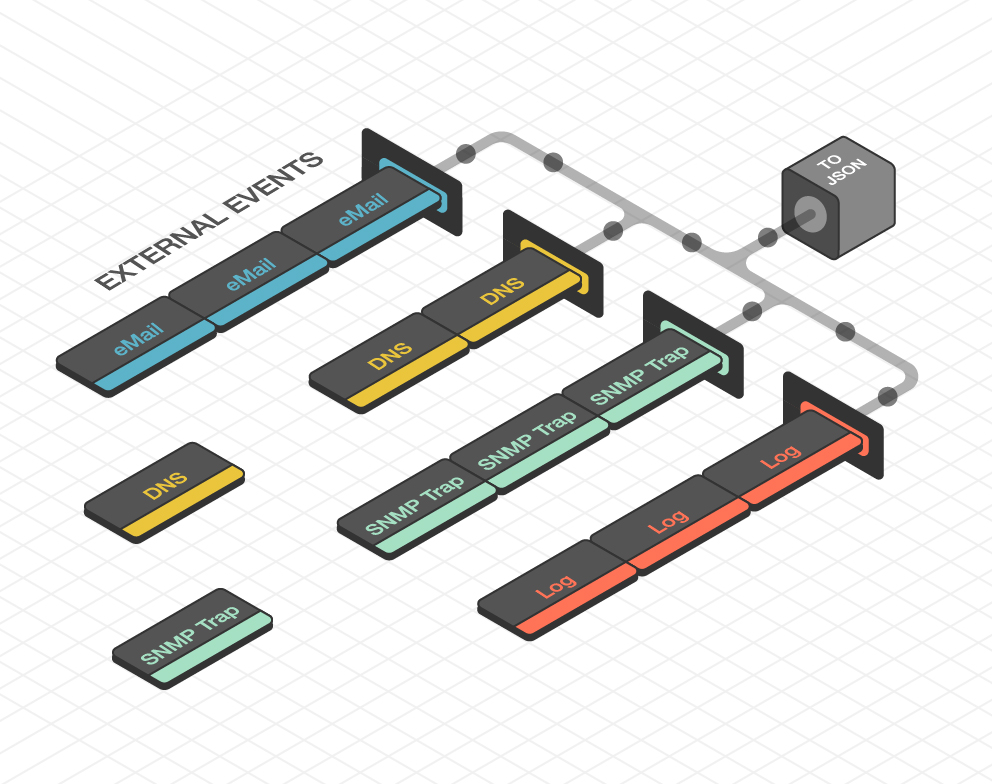 EXTERNAL EVENTS
TO
JSON
eMail
eMail
eMail
DNS
DNS
SNMP Trap
SNMP Trap
SNMP Trap
Log
Log
Log
DNS
SNMP Trap